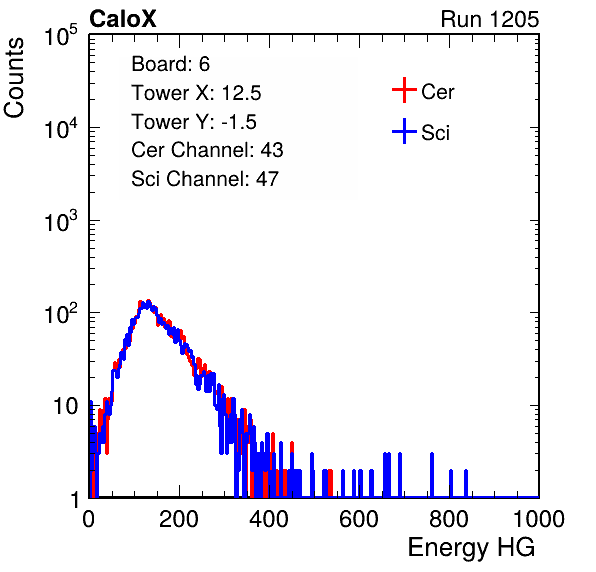 CaloX Run 1205
Counts
Board: 6
Tower X: 12.5
Tower Y: -1.5
Cer Channel: 43
Sci Channel: 47
Cer
Sci
10^5
10^4
10^3
10^2
10
1
0 200 400 600 800 1000
Energy HG